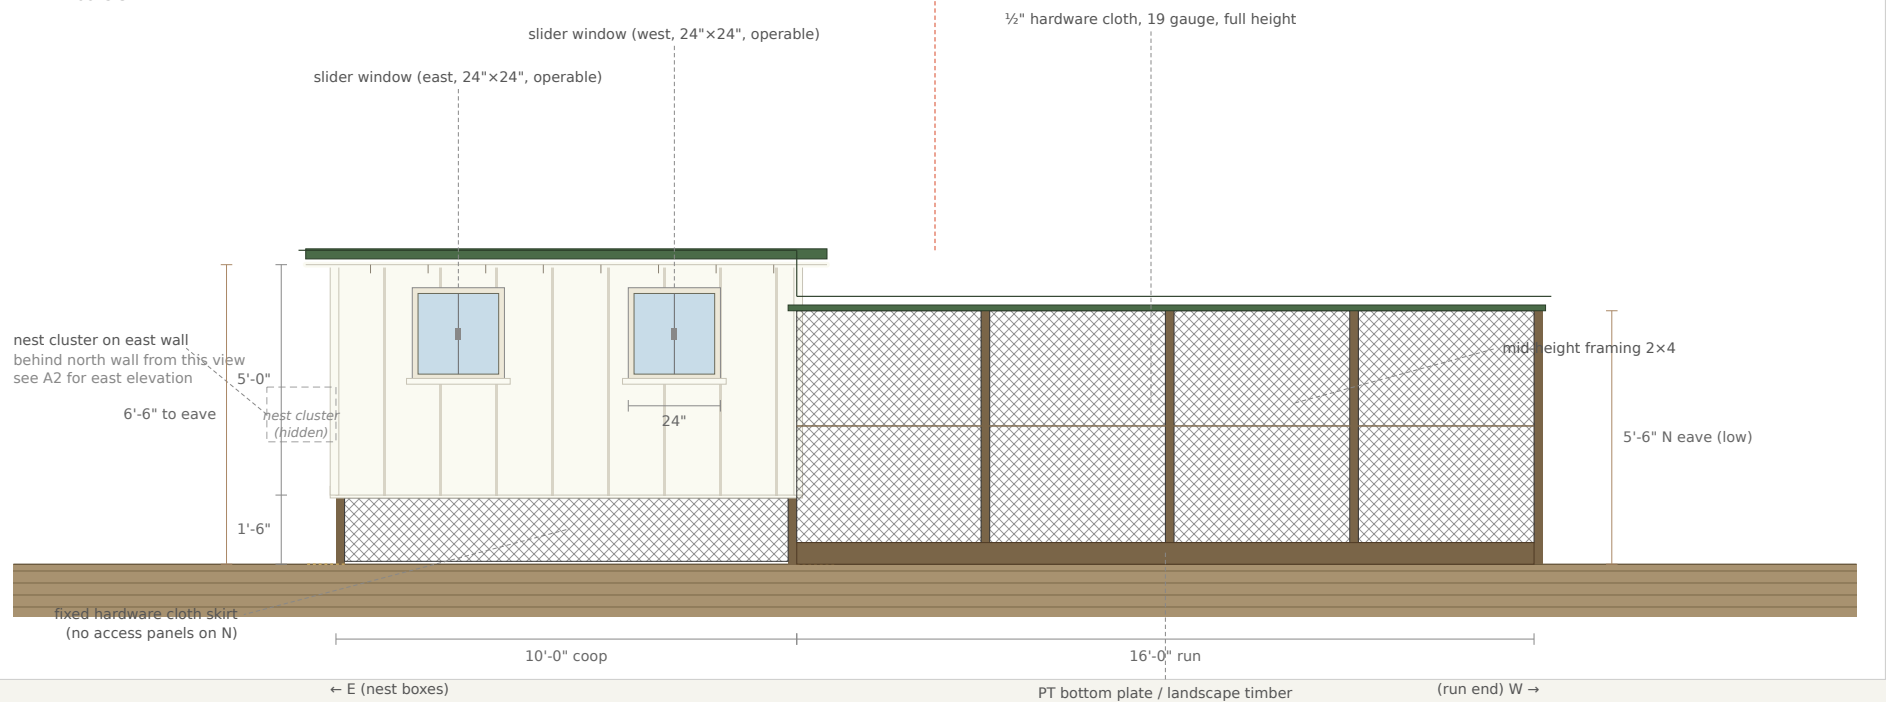 ½" hardware cloth, 19 gauge, full height
slider window (west, 24"×24", operable)
slider window (east, 24"×24", operable)
nest cluster on east wall
behind north wall from this view
see A2 for east elevation
mid-height framing 2×4
5'-0"
6'-6" to eave
nest cluster
(hidden)
24"
5'-6" N eave (low)
1'-6"
fixed hardware cloth skirt
(no access panels on N)
10'-0" coop
16'-0" run
← E (nest boxes)
PT bottom plate / landscape timber
(run end) W →